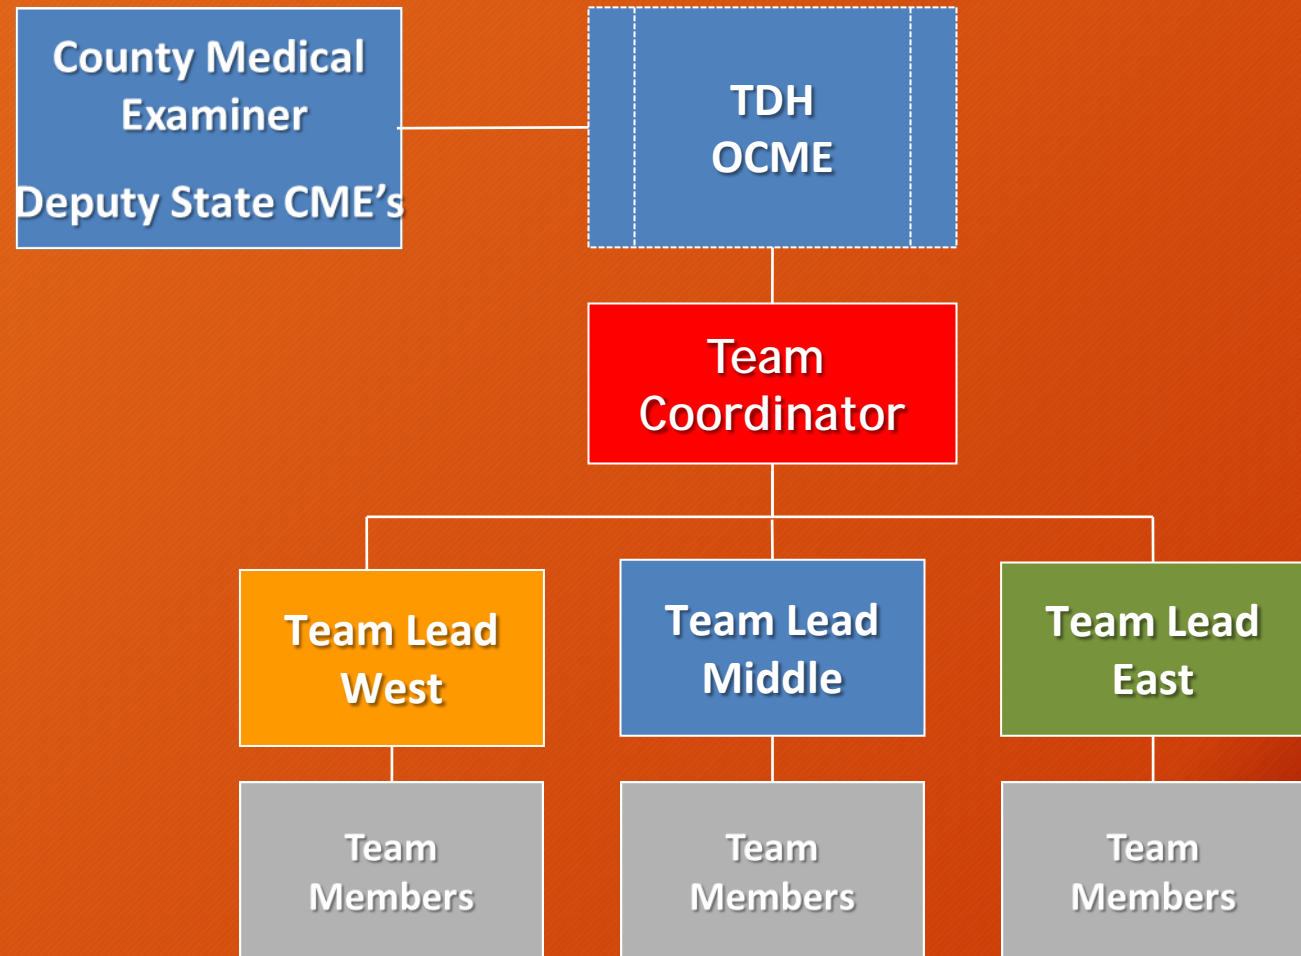 County Medical
Examiner
Deputy State CME's
TDH
OCME
Team
Coordinator
Team Lead
West
Team Lead
Middle
Team Lead
East
Team
Members
Team
Members
Team
Members